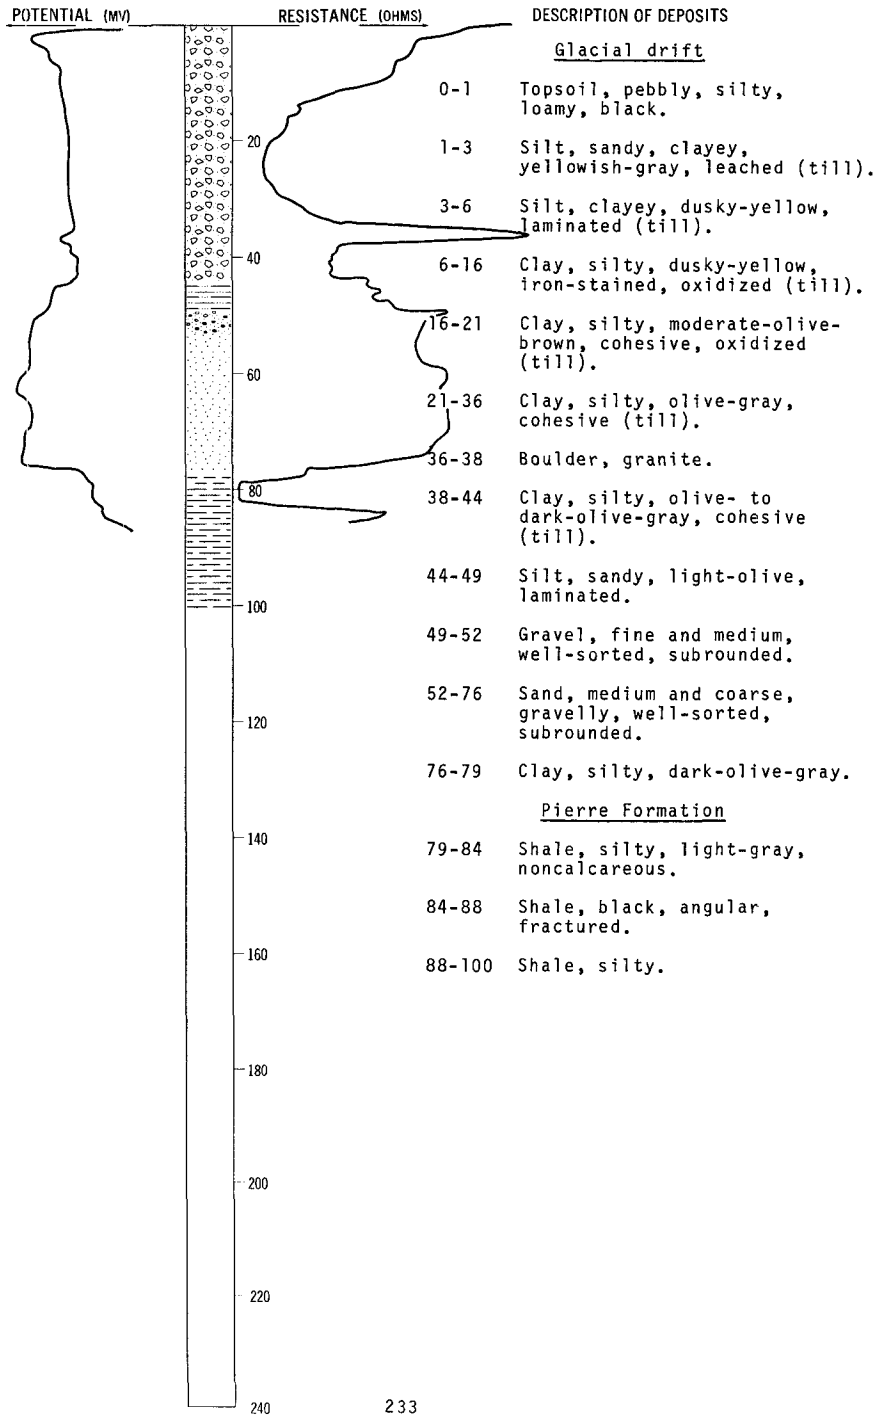 POTENTIAL (MV) RESISTANCE (OHMS) DESCRIPTION OF DEPOSITS
Glacial drift
0-1 Topsoil, pebbly, silty,
loamy, black.
20
1-3 Silt, sandy, clayey,
yellowish-gray, leached (till).
3-6 Silt, clayey, dusky-yellow,
laminated (till).
40
6-16 Clay, silty, dusky-yellow,
iron-stained, oxidized (till).
16-21 Clay, silty, moderate-olive-
brown, cohesive, oxidized
(till).
60
21-36 Clay, silty, olive-gray,
cohesive (till).
36-38 Boulder, granite.
80
38-44 Clay, silty, olive- to
dark-olive-gray, cohesive
(till).
44-49 Silt, sandy, light-olive,
laminated.
100
49-52 Gravel, fine and medium,
well-sorted, subrounded.
52-76 Sand, medium and coarse,
gravelly, well-sorted,
subrounded.
120
76-79 Clay, silty, dark-olive-gray.
Pierre Formation
140
79-84 Shale, silty, light-gray,
noncalcareous.
84-88 Shale, black, angular,
fractured.
160
88-100 Shale, silty.
180
200
220
240
233